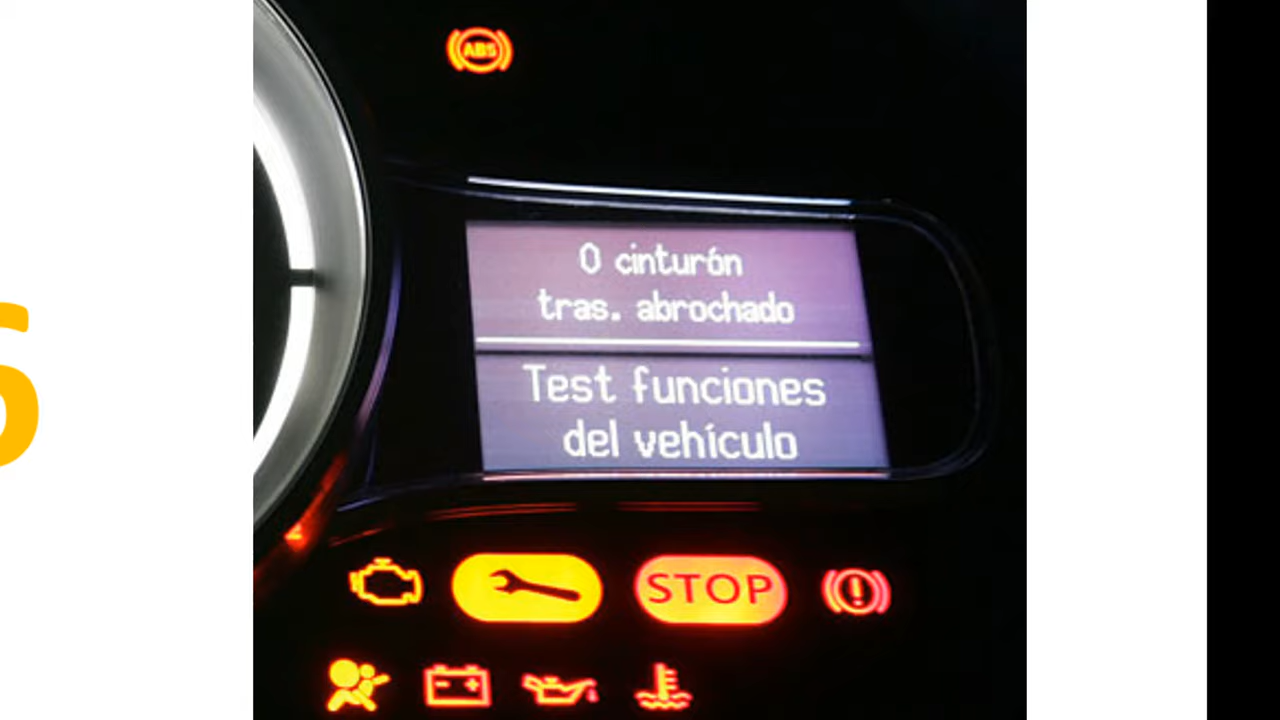 ABS
0 cinturón
tras. abrochado
Test funciones
del vehículo
STOP